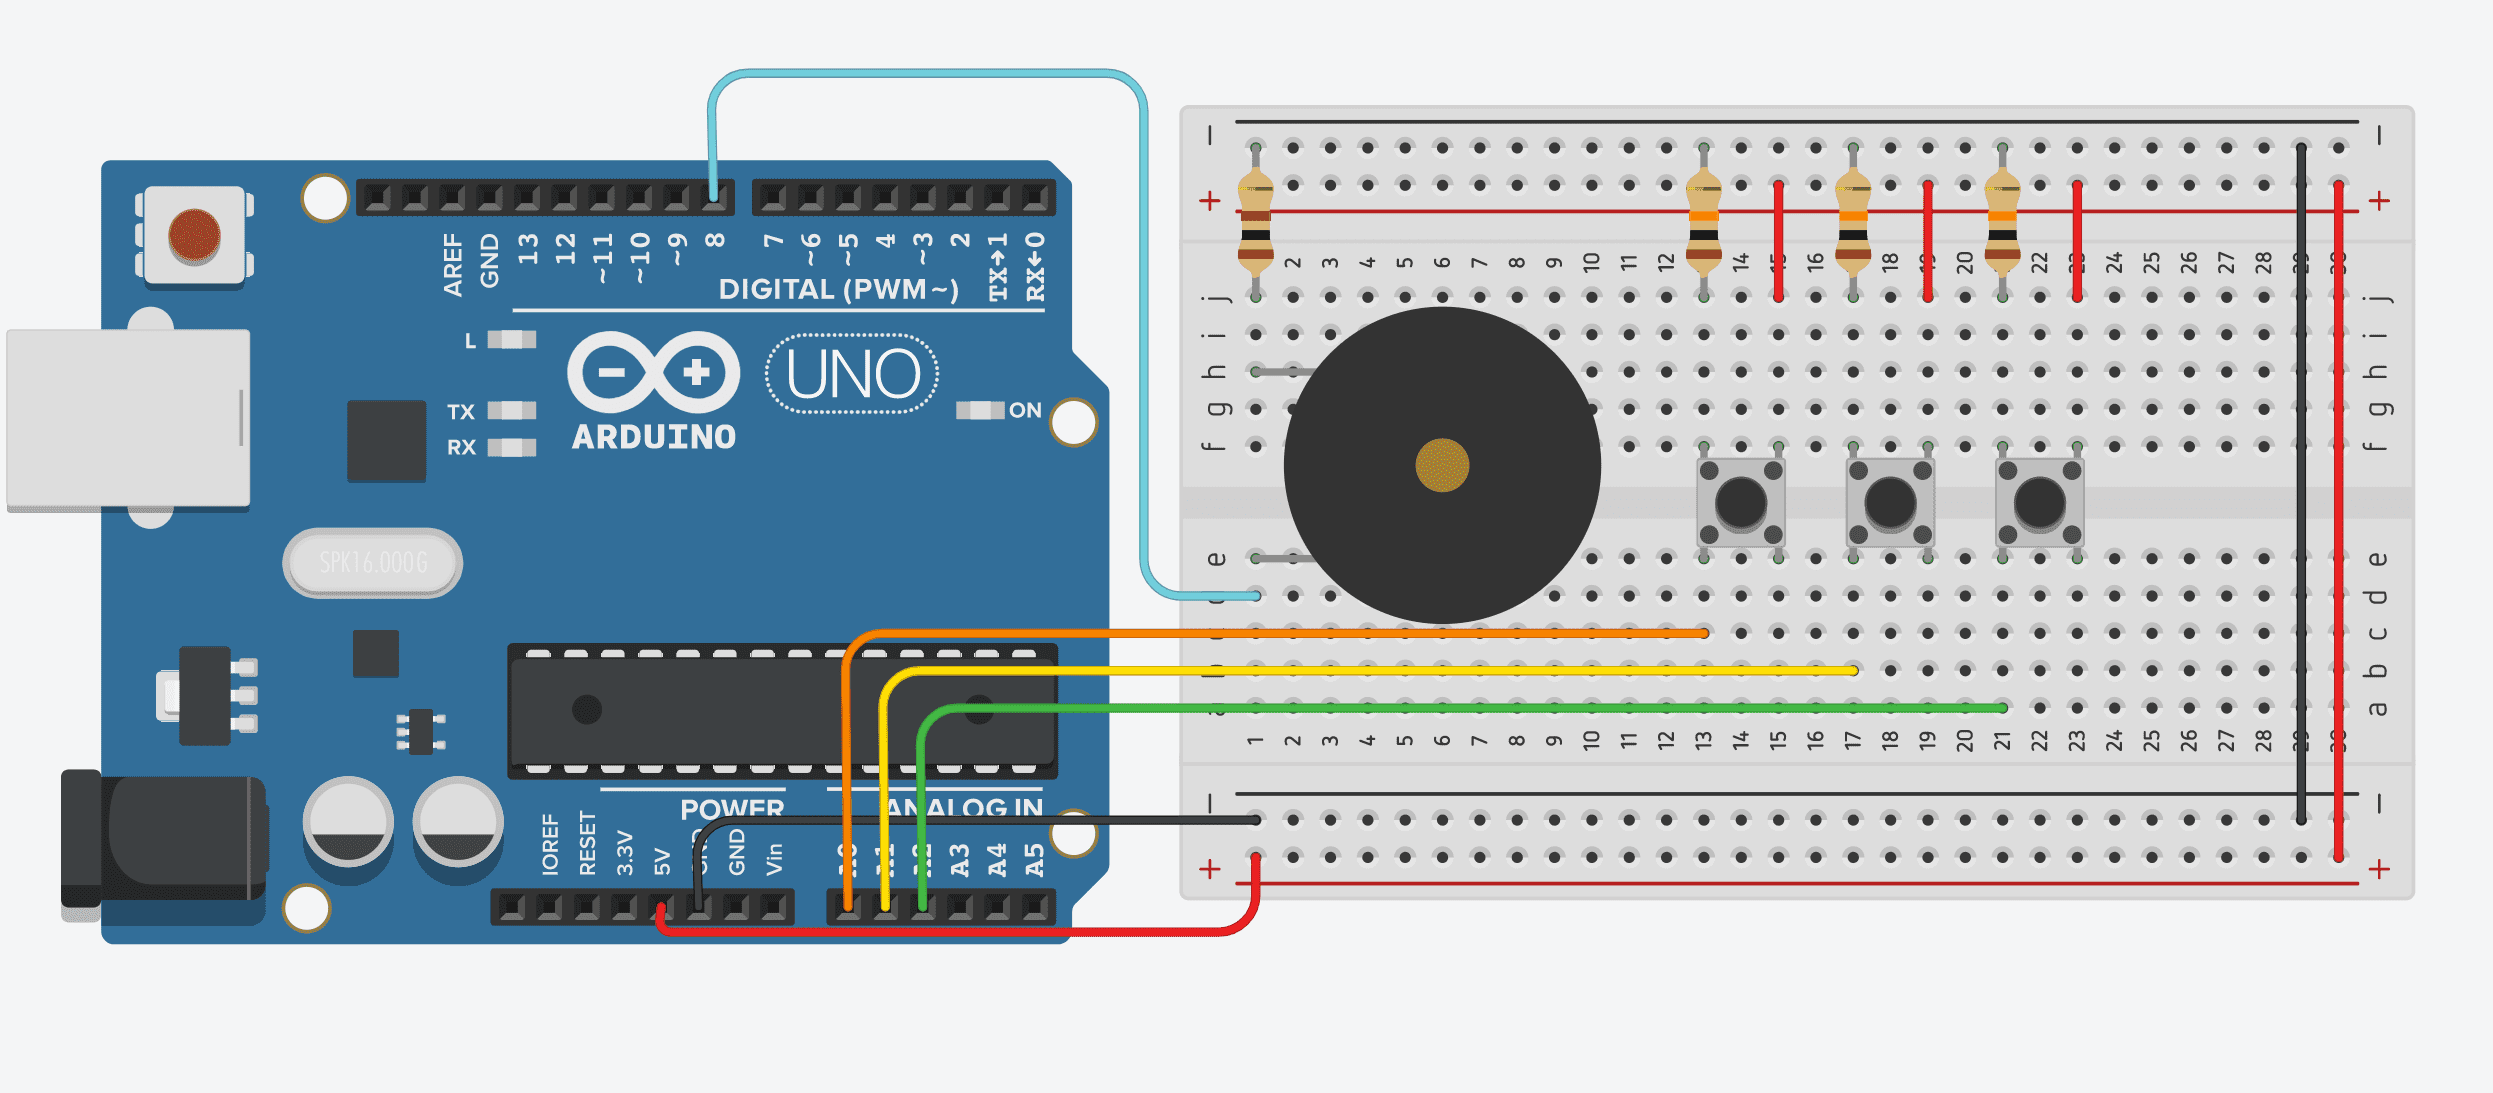 AREF GND 13 12 ~11 ~10 ~9 8 7 ~6 ~5 4 ~3 2 TX→1 RX←0
DIGITAL (PWM~)
L
TX
RX
ARDUINO
UNO
ON
SPK16.000G
POWER
ANALOG IN
IOREF RESET 3.3V 5V GND Vin A3 A4 A5
− −
+ +
2 3 4 5 6 7 8 9 10 11 12 14 16 18 20 22 24 25 26 27 28
j j
i i
h h
g g
f f
e e
d
c
b
a
1 2 3 4 5 6 7 8 9 10 11 12 13 14 15 16 17 18 19 20 21 22 23 24 25 26 27 28
− −
+ +